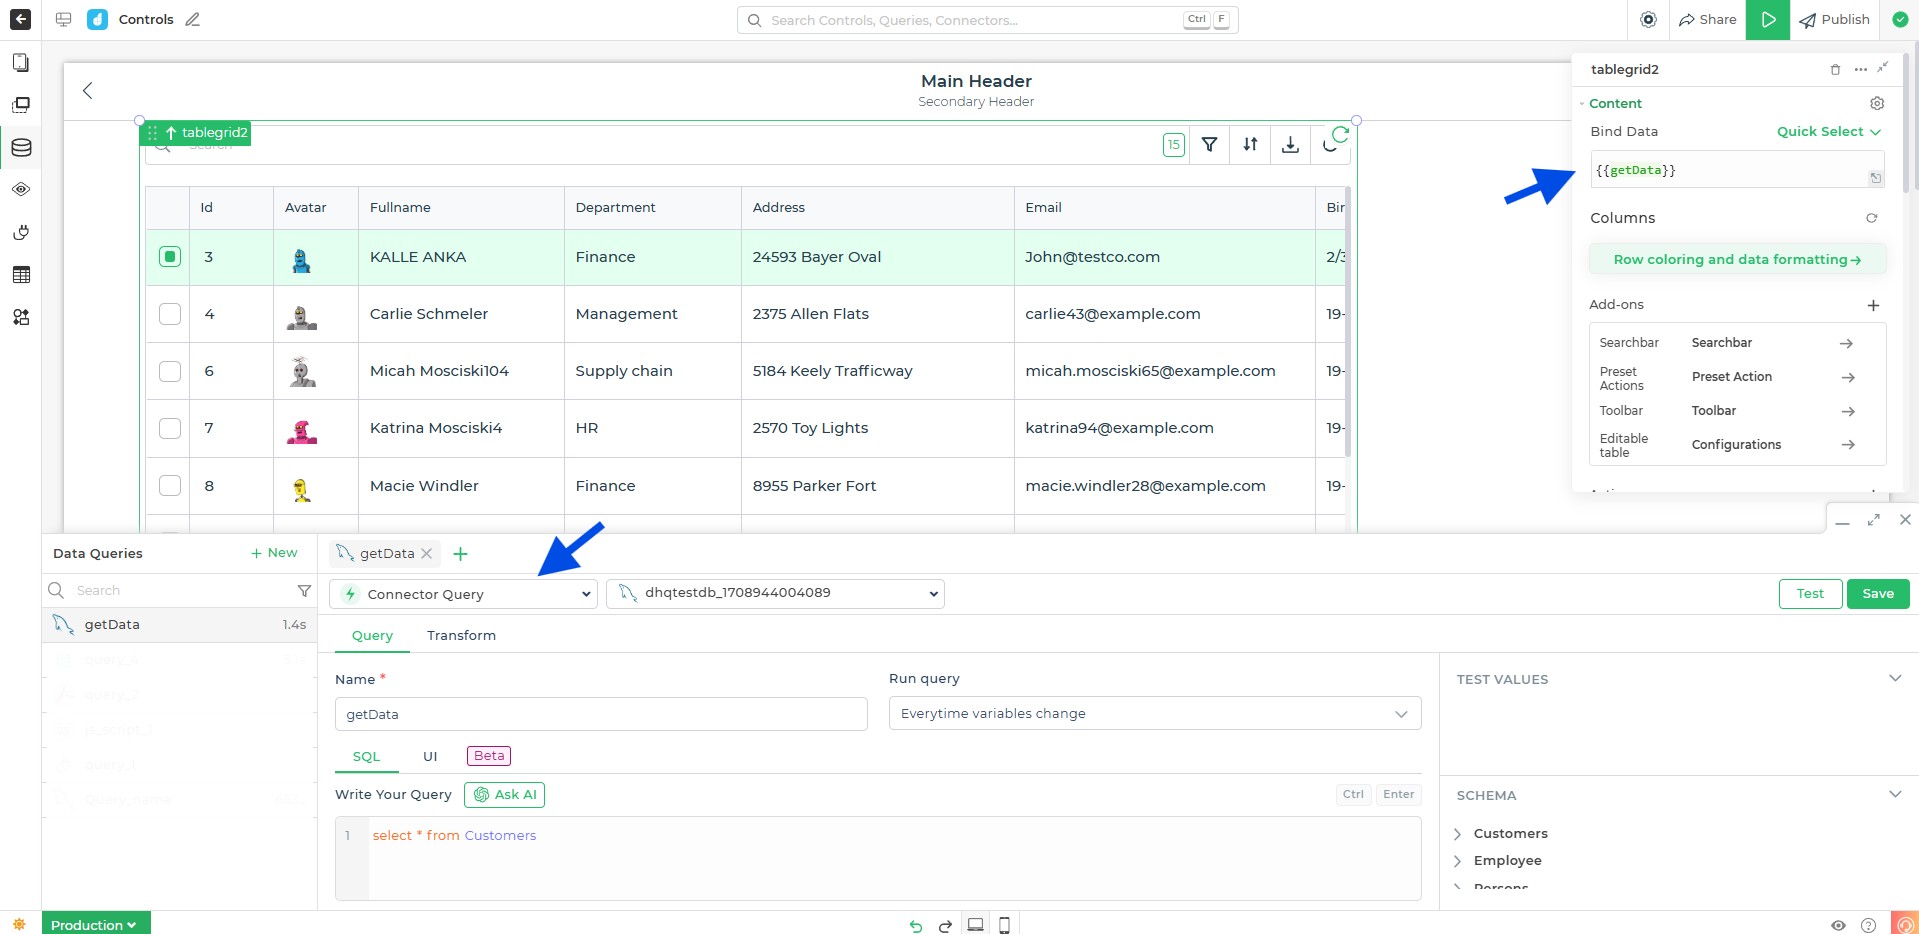 Controls
Search Controls, Queries, Connectors...
Ctrl
F
Share
Publish
Main Header
Secondary Header
tablegrid2
Search
15
Id
Avatar
Fullname
Department
Address
Email
Bir
3
KALLE ANKA
Finance
24593 Bayer Oval
John@testco.com
2/3
4
Carlie Schmeler
Management
2375 Allen Flats
carlie43@example.com
19-
6
Micah Mosciski104
Supply chain
5184 Keely Trafficway
micah.mosciski65@example.com
19-
7
Katrina Mosciski4
HR
2570 Toy Lights
katrina94@example.com
19-
8
Macie Windler
Finance
8955 Parker Fort
macie.windler28@example.com
19-
tablegrid2
Content
Bind Data
Quick Select
{{getData}}
Columns
Row coloring and data formatting
Add-ons
Searchbar
Searchbar
Preset
Actions
Preset Action
Toolbar
Toolbar
Editable
table
Configurations
Data Queries
+ New
Search
getData
1.4s
query_4
query_2
js_script_1
query_1
Query_name
getData
Connector Query
dhqtestdb_1708944004089
Test
Save
Query
Transform
Name *
Run query
getData
Everytime variables change
SQL
UI
Beta
Write Your Query
Ask AI
Ctrl
Enter
1
select * from Customers
TEST VALUES
SCHEMA
Customers
Employee
Persons
Production